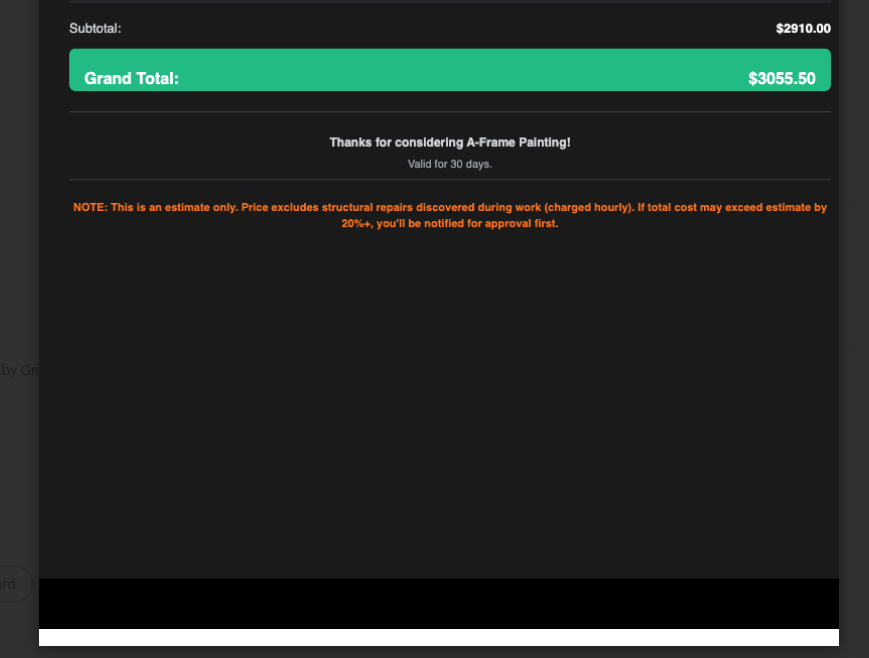 Subtotal: $2910.00
Grand Total: $3055.50
Thanks for considering A-Frame Painting!
Valid for 30 days.
NOTE: This is an estimate only. Price excludes structural repairs discovered during work (charged hourly). If total cost may exceed estimate by
20%+, you'll be notified for approval first.
by Gm
ard